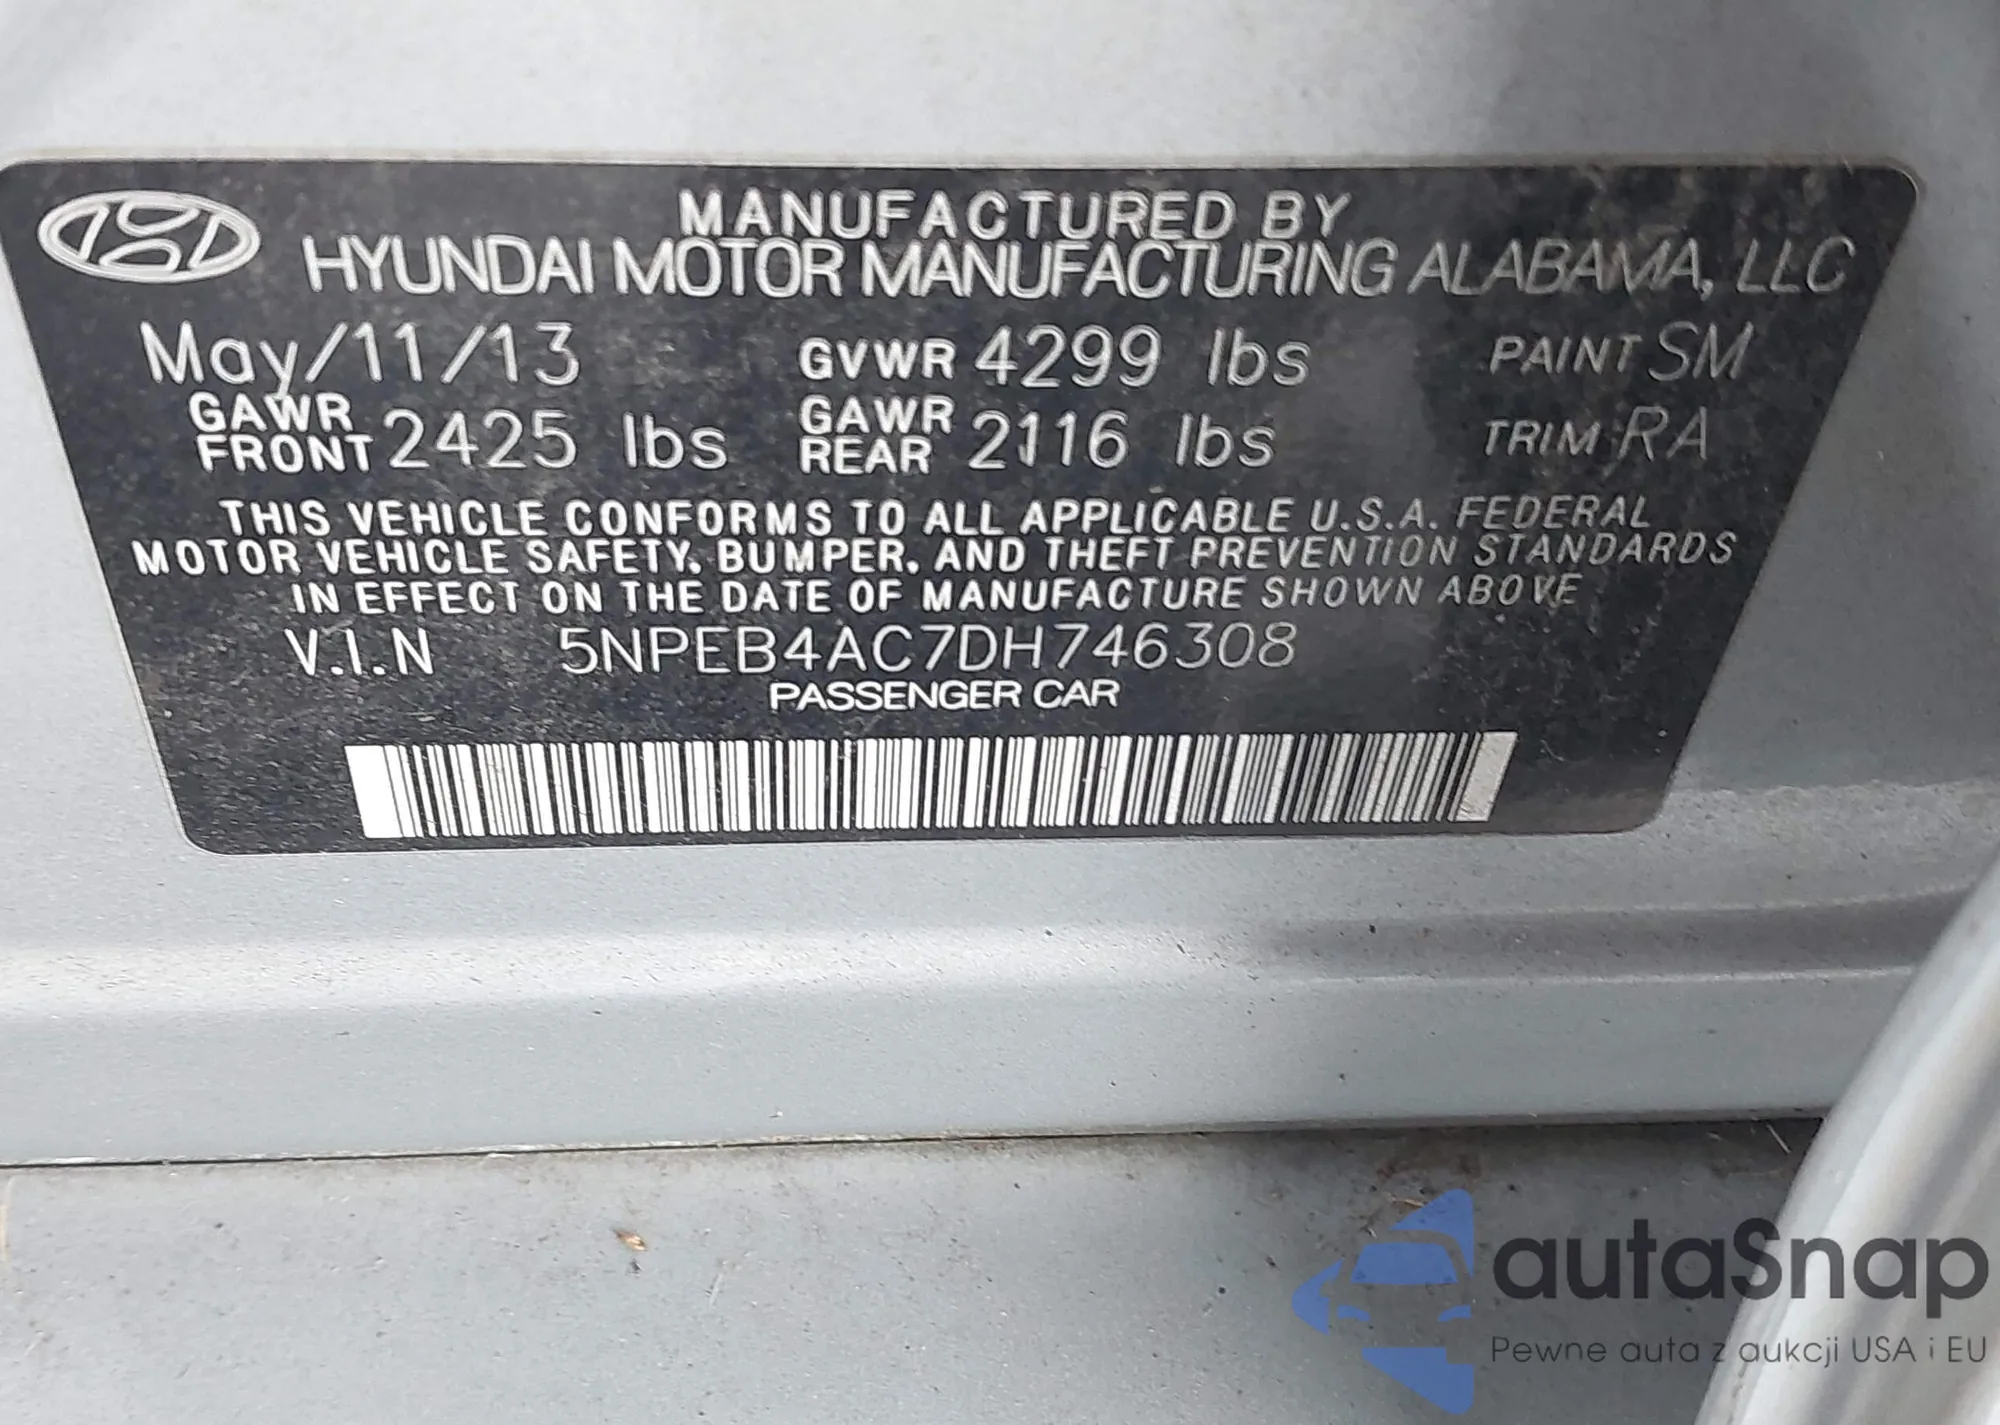 MANUFACTURED BY
HYUNDAI MOTOR MANUFACTURING ALABAMA, LLC
May/11/13 GVWR 4299 lbs PAINT SM
GAWR FRONT 2425 lbs GAWR REAR 2116 lbs TRIM:RA
THIS VEHICLE CONFORMS TO ALL APPLICABLE U.S.A. FEDERAL
MOTOR VEHICLE SAFETY, BUMPER, AND THEFT PREVENTION STANDARDS
IN EFFECT ON THE DATE OF MANUFACTURE SHOWN ABOVE
V.I.N 5NPEB4AC7DH746308
PASSENGER CAR
autaSnap
Pewne auta z aukcji USA i EU